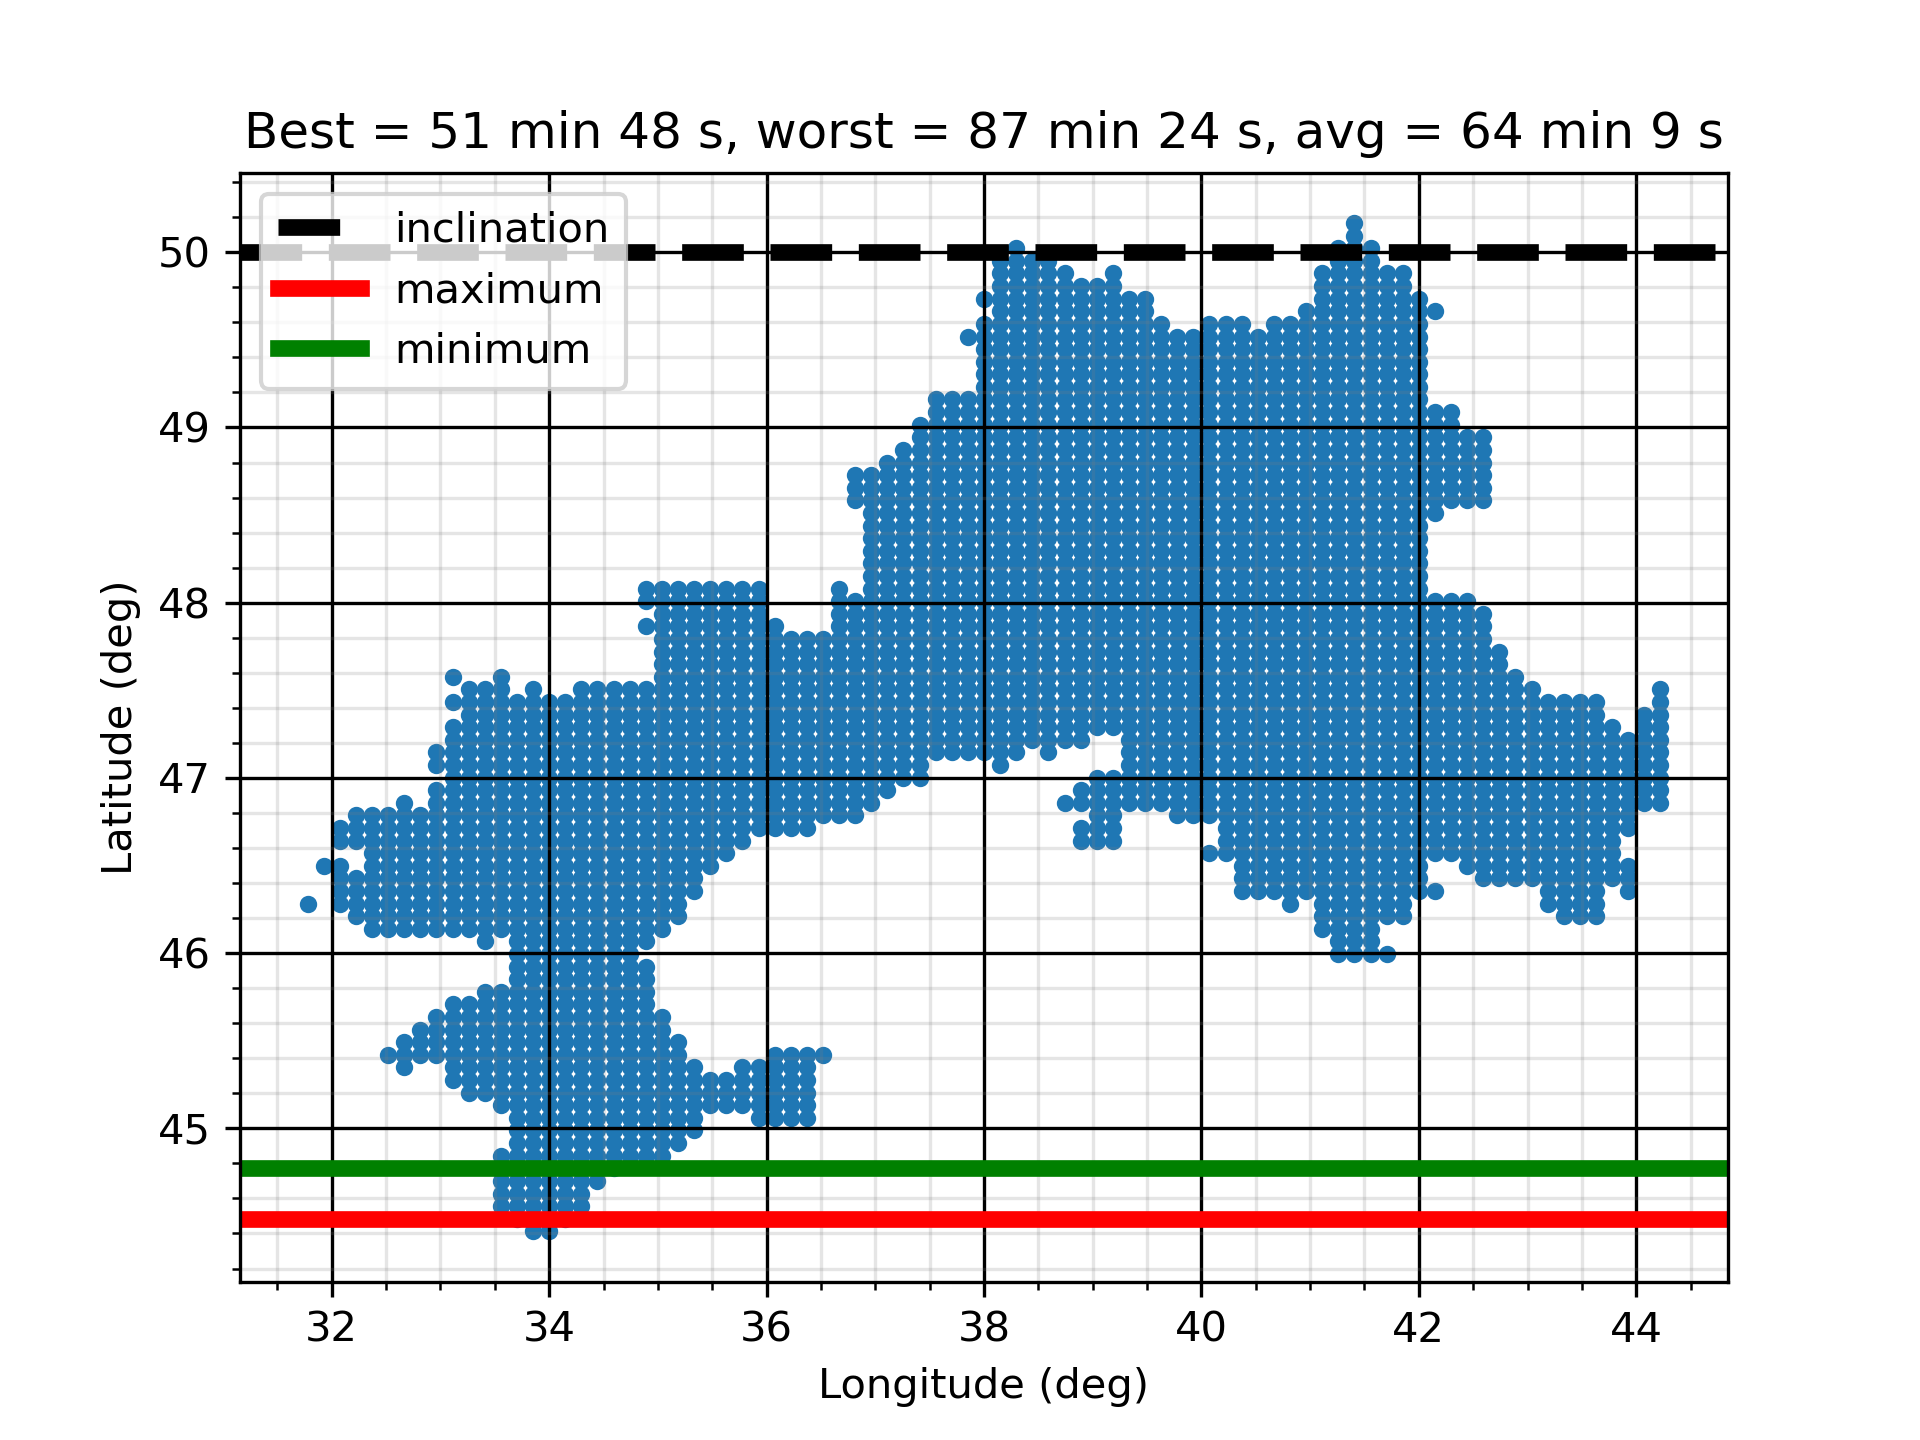 Best = 51 min 48 s, worst = 87 min 24 s, avg = 64 min 9 s
inclination
maximum
minimum
50
49
48
47
46
45
Latitude (deg)
32 34 36 38 40 42 44
Longitude (deg)